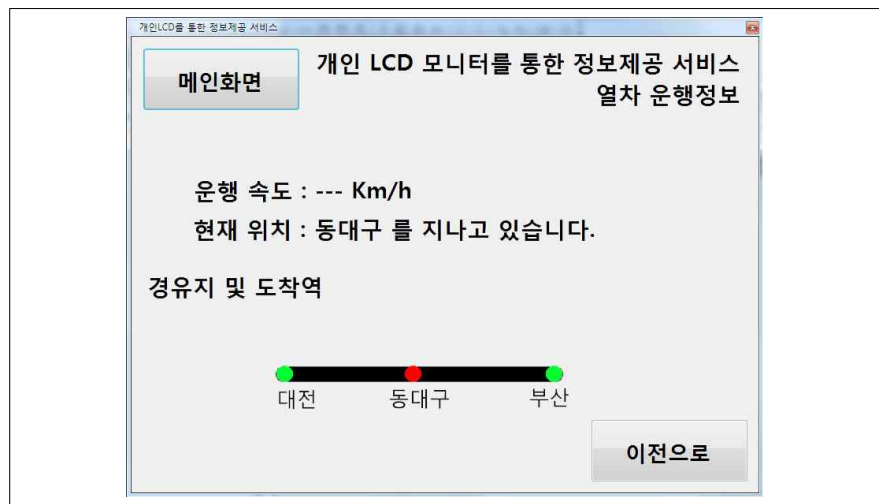 개인LCD를 통한 정보제공 서비스
메인화면
개인 LCD 모니터를 통한 정보제공 서비스
열차 운행정보
운행 속도 : --- Km/h
현재 위치 : 동대구 를 지나고 있습니다.
경유지 및 도착역
대전 동대구 부산
이전으로